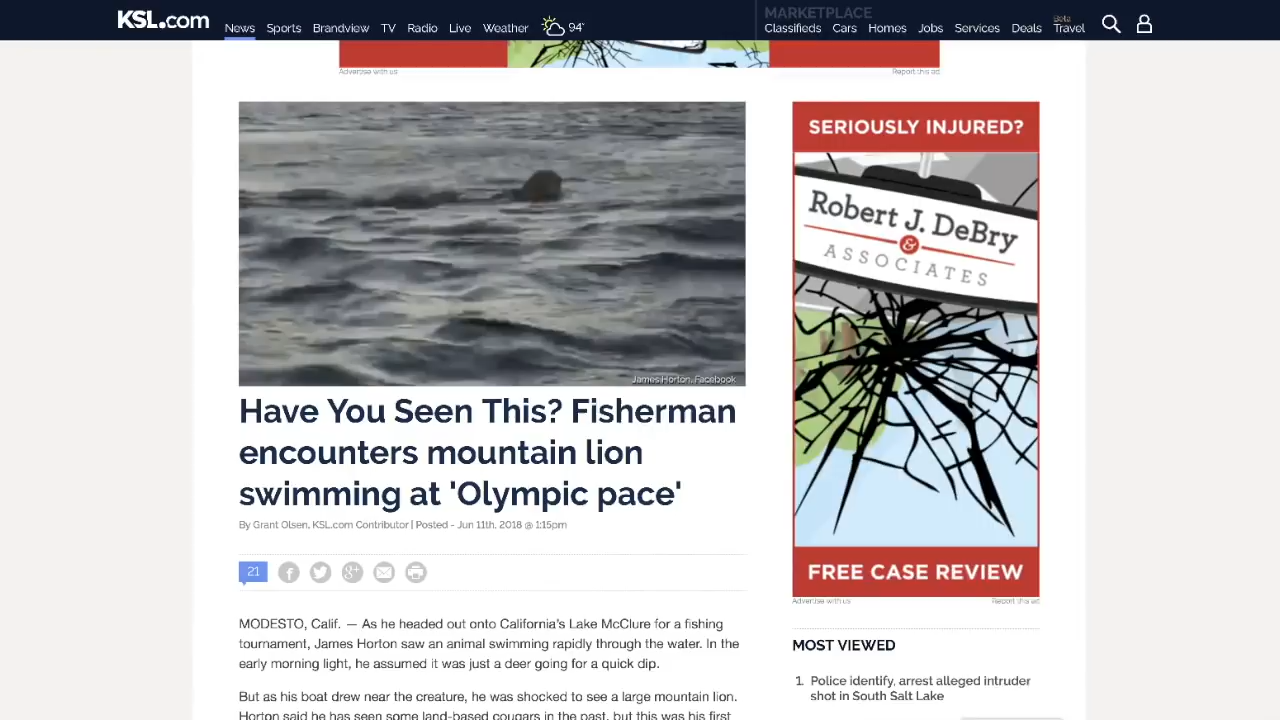 KSL.com
News Sports Brandview TV Radio Live Weather 94°
MARKETPLACE
Classifieds Cars Homes Jobs Services Deals Beta Travel
Advertise with us
Report this ad
James Horton, Facebook
Have You Seen This? Fisherman
encounters mountain lion
swimming at 'Olympic pace'
By Grant Olsen, KSL.com Contributor | Posted - Jun 11th, 2018 @ 1:15pm
21
MODESTO, Calif. — As he headed out onto California's Lake McClure for a fishing
tournament, James Horton saw an animal swimming rapidly through the water. In the
early morning light, he assumed it was just a deer going for a quick dip.
But as his boat drew near the creature, he was shocked to see a large mountain lion.
Horton said he has seen some land-based cougars in the past, but this was his first
SERIOUSLY INJURED?
Robert J. DeBry
&
ASSOCIATES
FREE CASE REVIEW
Advertise with us
Report this ad
MOST VIEWED
1. Police identify, arrest alleged intruder
shot in South Salt Lake